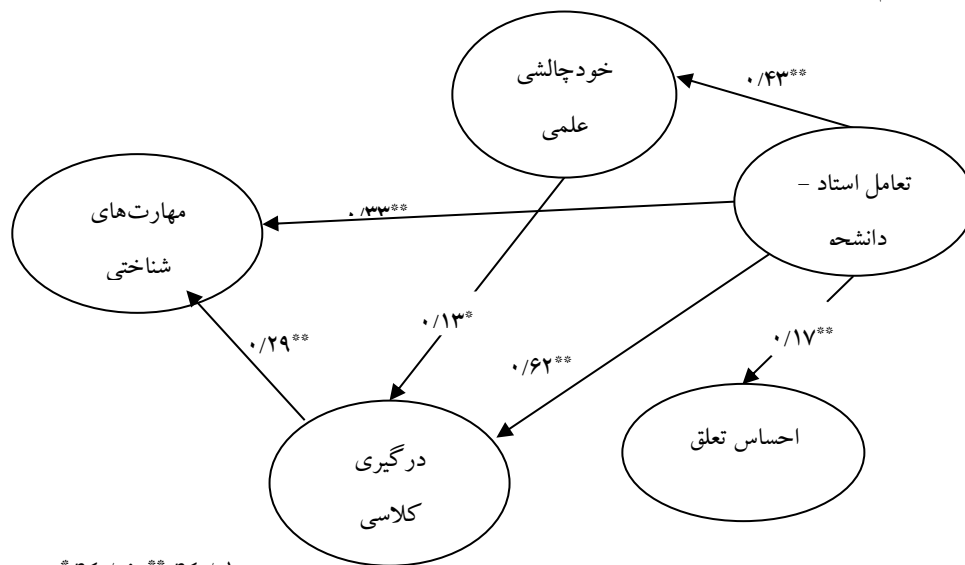 خودچالشی
علمی
۰/۴۳**
تعامل استاد –
دانشجو
مهارت‌های
شناختی
۰/۳۳**
۰/۱۳*
۰/۲۹**
۰/۶۲**
۰/۱۷**
احساس تعلق
درگیری
کلاسی